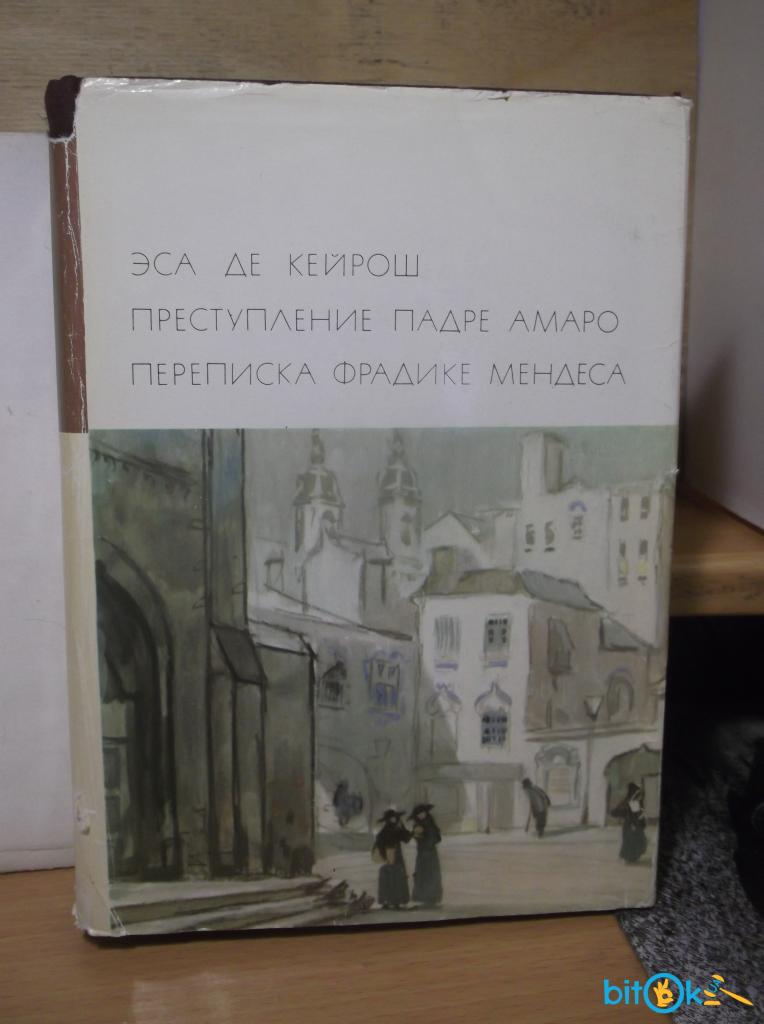 ЭСА ДЕ КЕЙРОШ
ПРЕСТУПЛЕНИЕ ПАДРЕ АМАРО
ПЕРЕПИСКА ФРАДИКЕ МЕНДЕСА
bitOk